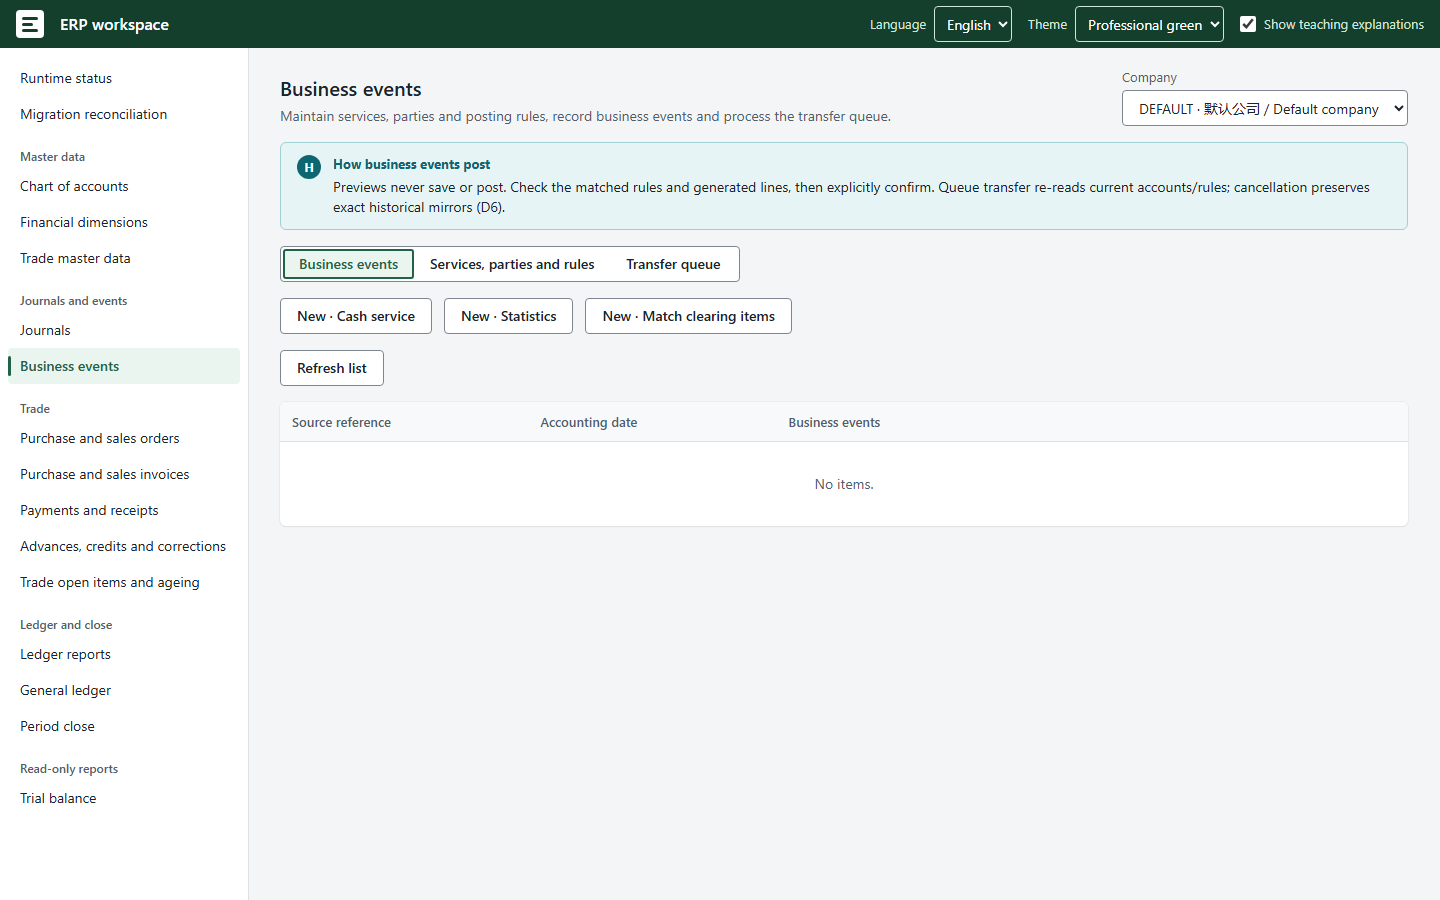 ERP workspace
Language English Theme Professional green Show teaching explanations
Runtime status
Migration reconciliation
Master data
Chart of accounts
Financial dimensions
Trade master data
Journals and events
Journals
Business events
Trade
Purchase and sales orders
Purchase and sales invoices
Payments and receipts
Advances, credits and corrections
Trade open items and ageing
Ledger and close
Ledger reports
General ledger
Period close
Read-only reports
Trial balance
Business events
Maintain services, parties and posting rules, record business events and process the transfer queue.
Company
DEFAULT · 默认公司 / Default company
H
How business events post
Previews never save or post. Check the matched rules and generated lines, then explicitly confirm. Queue transfer re-reads current accounts/rules; cancellation preserves
exact historical mirrors (D6).
Business events Services, parties and rules Transfer queue
New · Cash service New · Statistics New · Match clearing items
Refresh list
Source reference Accounting date Business events
No items.